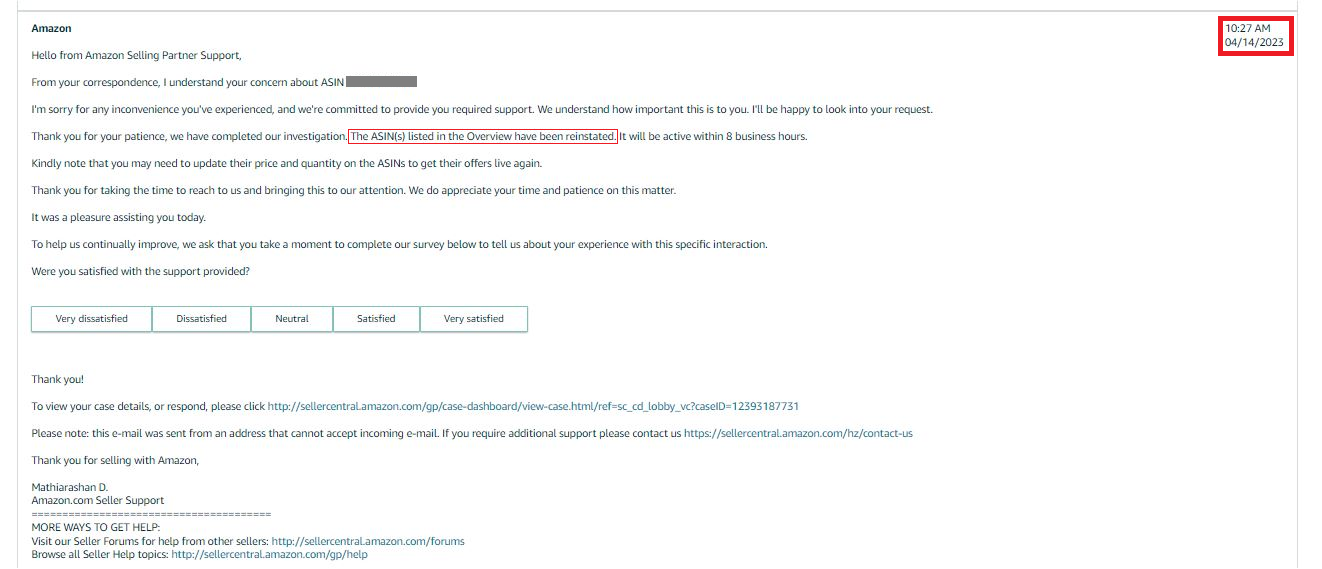 Amazon
10:27 AM
04/14/2023
Hello from Amazon Selling Partner Support,
From your correspondence, I understand your concern about ASIN
I'm sorry for any inconvenience you've experienced, and we're committed to provide you required support. We understand how important this is to you. I'll be happy to look into your request.
Thank you for your patience, we have completed our investigation. The ASIN(s) listed in the Overview have been reinstated. It will be active within 8 business hours.
Kindly note that you may need to update their price and quantity on the ASINs to get their offers live again.
Thank you for taking the time to reach to us and bringing this to our attention. We do appreciate your time and patience on this matter.
It was a pleasure assisting you today.
To help us continually improve, we ask that you take a moment to complete our survey below to tell us about your experience with this specific interaction.
Were you satisfied with the support provided?
Very dissatisfied Dissatisfied Neutral Satisfied Very satisfied
Thank you!
To view your case details, or respond, please click http://sellercentral.amazon.com/gp/case-dashboard/view-case.html/ref=sc_cd_lobby_vc?caseID=12393187731
Please note: this e-mail was sent from an address that cannot accept incoming e-mail. If you require additional support please contact us https://sellercentral.amazon.com/hz/contact-us
Thank you for selling with Amazon,
Mathiarashan D.
Amazon.com Seller Support
=======================================
MORE WAYS TO GET HELP:
Visit our Seller Forums for help from other sellers: http://sellercentral.amazon.com/forums
Browse all Seller Help topics: http://sellercentral.amazon.com/gp/help